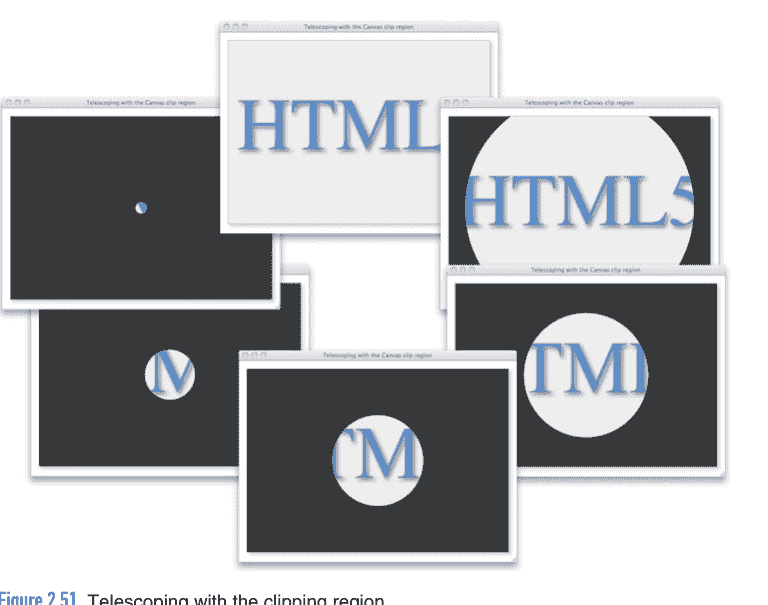 Telescoping with the Canvas clip region
HTML
Telescoping with the Canvas clip region
Telescoping with the Canvas clip region
HTML5
Telescoping with the Canvas clip region
TML
M
Telescoping with the Canvas clip region
TM
Figure 2.51 Telescoping with the clipping region